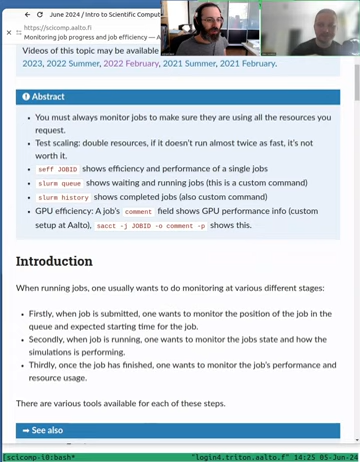 June 2024 / Intro to Scientific Comput
https://scicomp.aalto.fi
Monitoring job progress and job efficiency — A
Videos of this topic may be available
2023, 2022 Summer, 2022 February, 2021 Summer, 2021 February.
Abstract
• You must always monitor jobs to make sure they are using all the resources you
request.
• Test scaling: double resources, if it doesn't run almost twice as fast, it's not
worth it.
• seff JOBID shows efficiency and performance of a single jobs
• slurm queue shows waiting and running jobs (this is a custom command)
• slurm history shows completed jobs (also custom command)
• GPU efficiency: A job's comment field shows GPU performance info (custom
setup at Aalto), sacct -j JOBID -o comment -p shows this.
Introduction
When running jobs, one usually wants to do monitoring at various different stages:
• Firstly, when job is submitted, one wants to monitor the position of the job in the
queue and expected starting time for the job.
• Secondly, when job is running, one wants to monitor the jobs state and how the
simulations is performing.
• Thirdly, once the job has finished, one wants to monitor the job's performance and
resource usage.
There are various tools available for each of these steps.
➡ See also
[scicomp-i0:bash* "login4.triton.aalto.f" 14:25 05-Jun-24